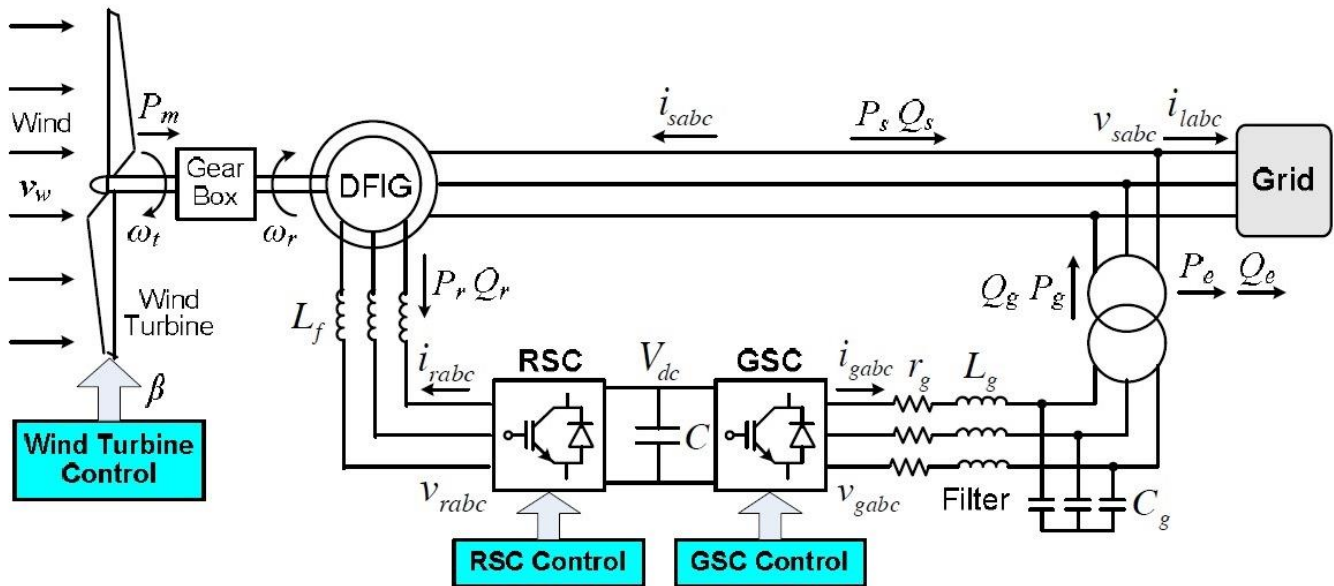 Wind
v_w
P_m
ω_t
Gear
Box
ω_r
DFIG
i_sabc
P_s Q_s
v_sabc
i_labc
Grid
Wind
Turbine
β
Wind Turbine
Control
L_f
P_r Q_r
i_rabc
RSC
V_dc
C
GSC
i_gabc
r_g
L_g
Q_g P_g
P_e
Q_e
v_rabc
v_gabc
Filter
C_g
RSC Control
GSC Control